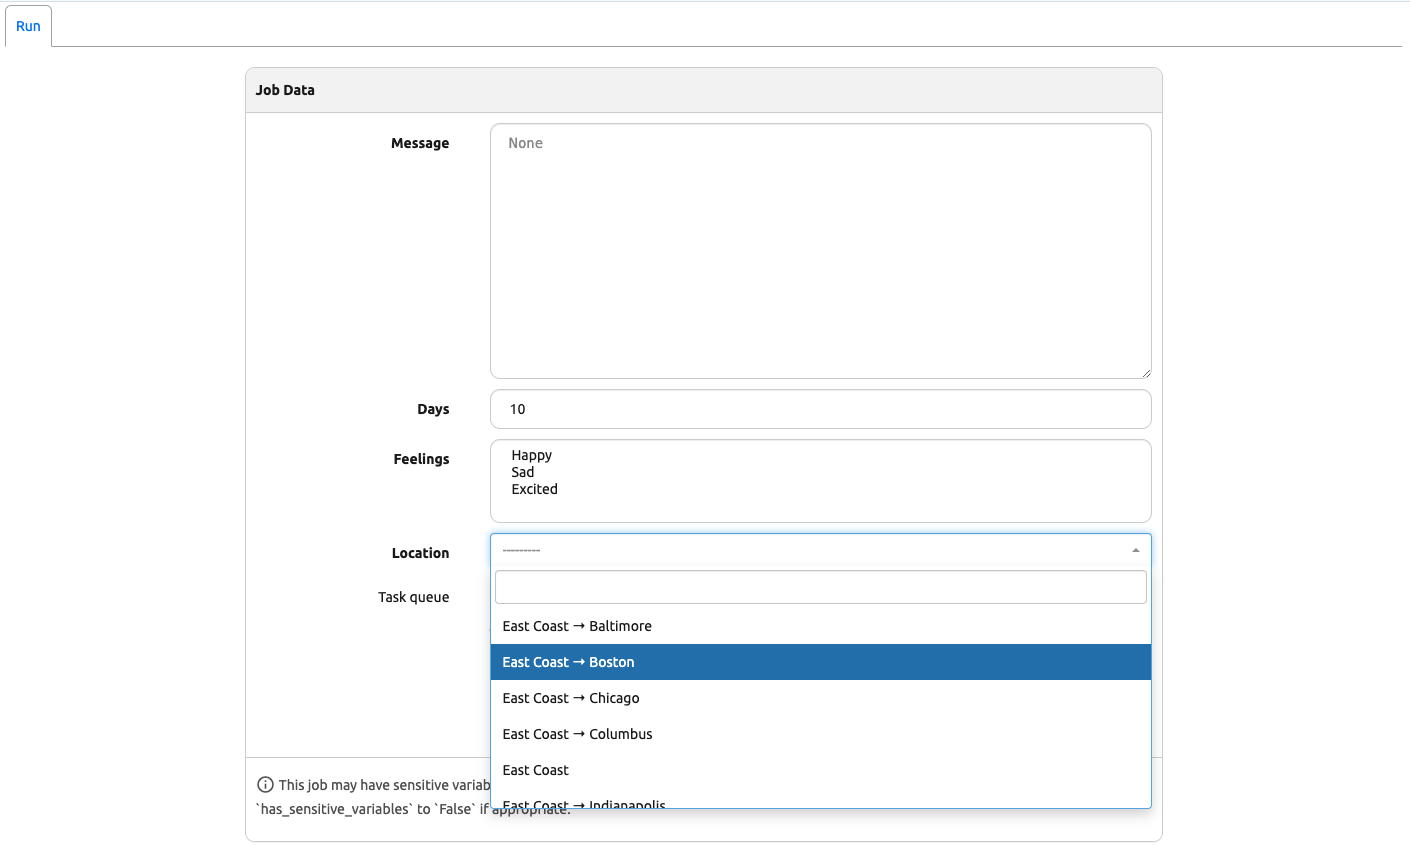 Run
Job Data
Message
None
Days
10
Feelings
Happy
Sad
Excited
Location
---------
Task queue
East Coast → Baltimore
East Coast → Boston
East Coast → Chicago
East Coast → Columbus
East Coast
East Coast → Indianapolis
This job may have sensitive variab
`has_sensitive_variables` to `False` if appropriate.